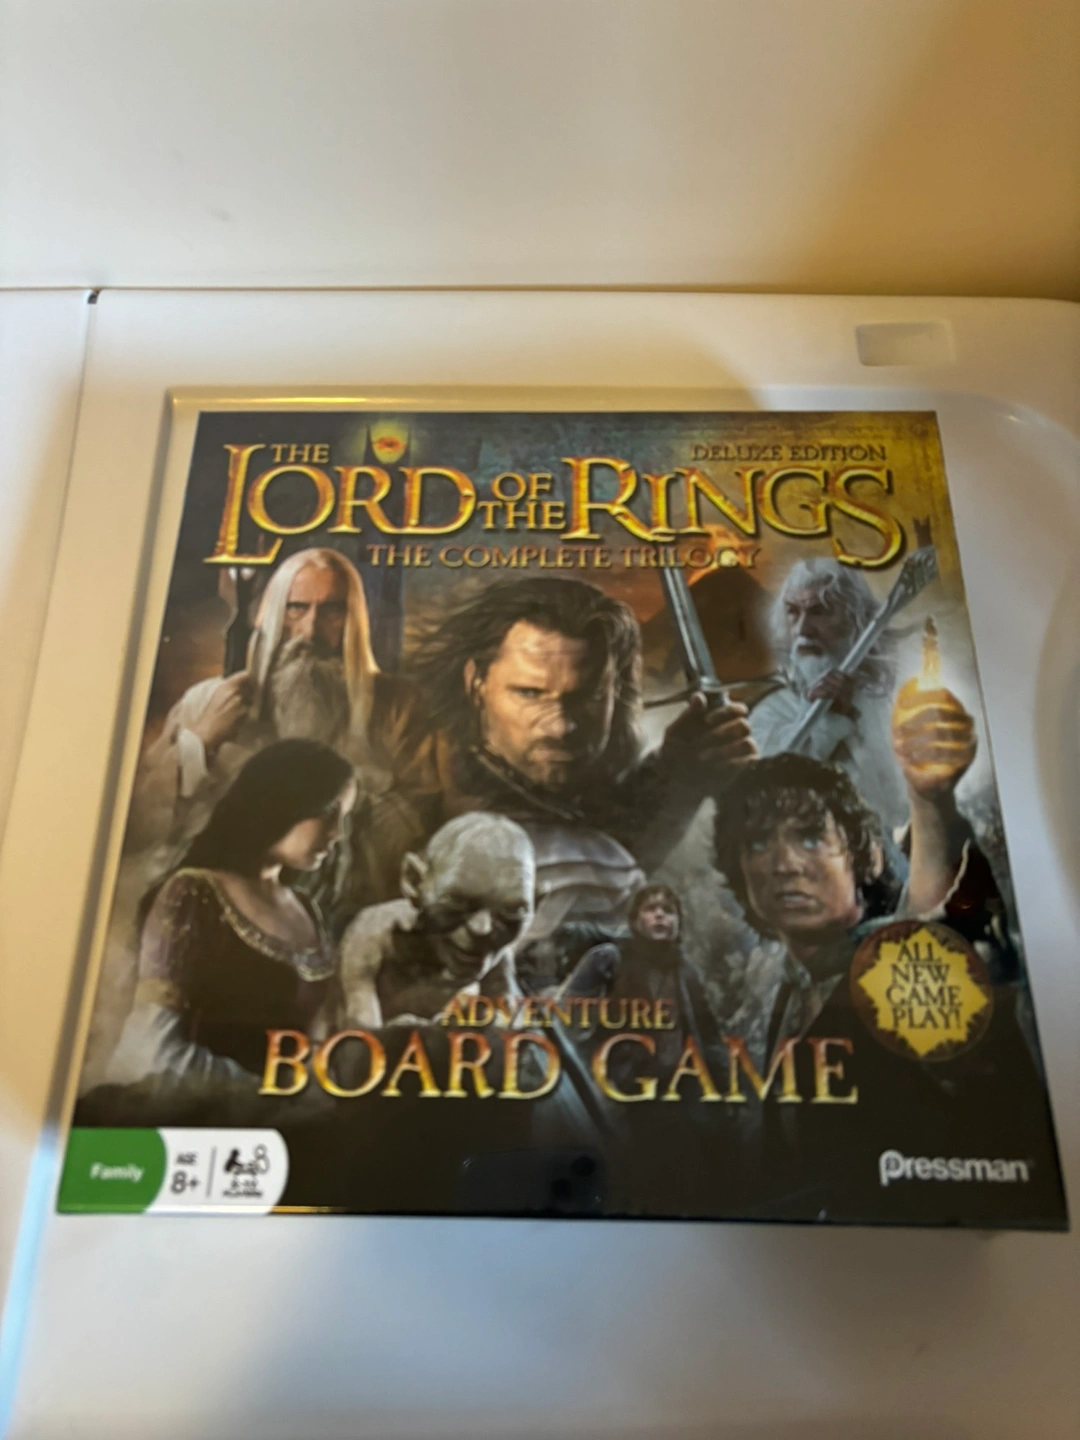 THE
LORD OF THE RINGS
DELUXE EDITION
THE COMPLETE TRILOGY
ALL
NEW
GAME
PLAY!
ADVENTURE
BOARD GAME
Family
AGE
8+
PLAYERS
Pressman